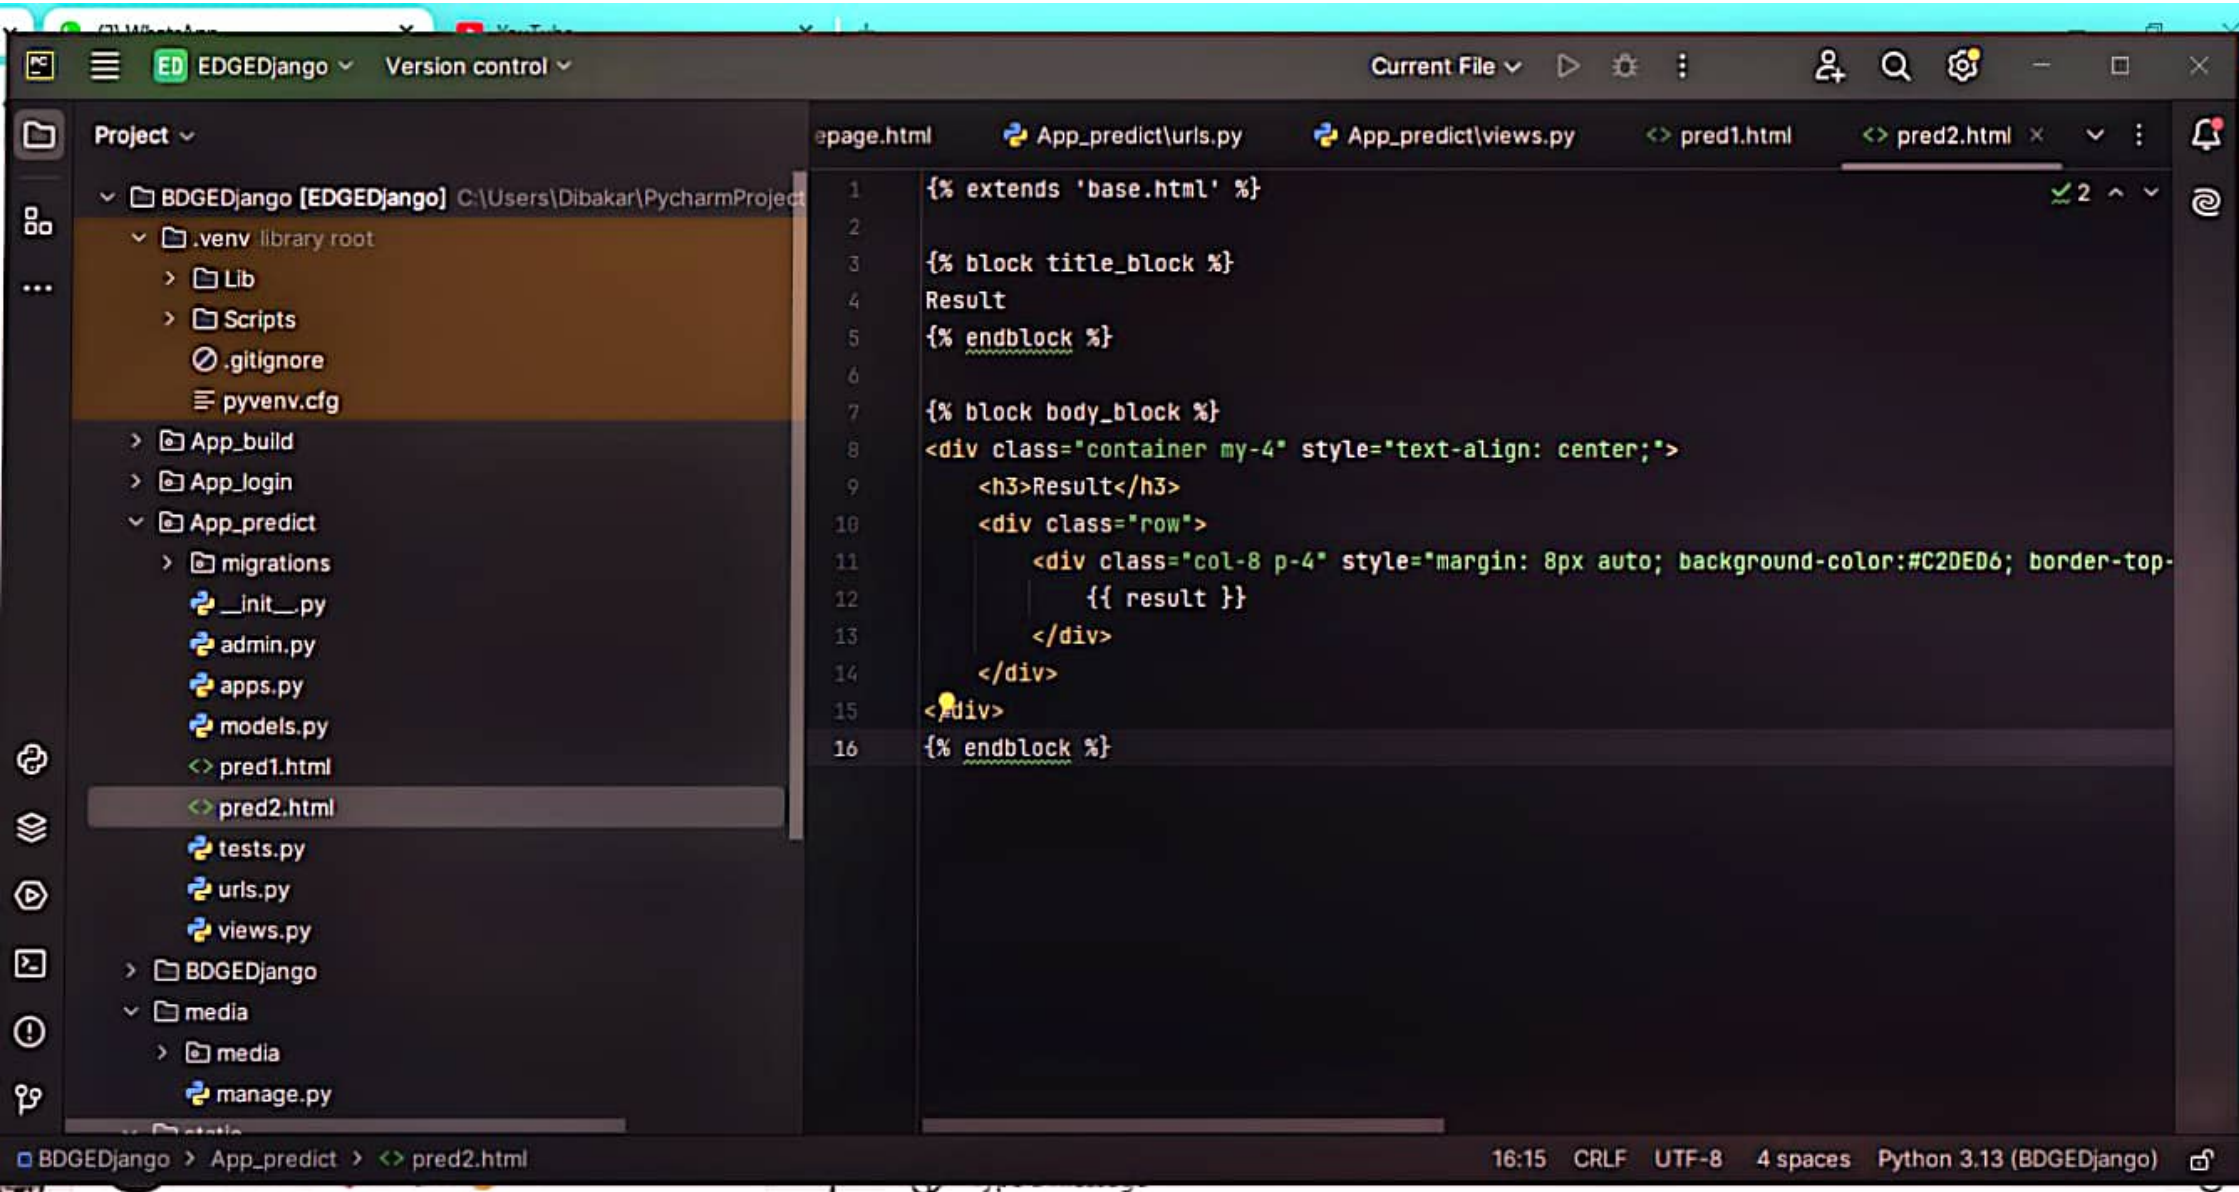 WhatsApp
YouTube
PC
ED EDGEDjango Version control Current File
Project
epage.html App_predict\urls.py App_predict\views.py <> pred1.html <> pred2.html
BDGEDjango [EDGEDjango] C:\Users\Dibakar\PycharmProject
.venv library root
Lib
Scripts
.gitignore
pyvenv.cfg
App_build
App_login
App_predict
migrations
__init__.py
admin.py
apps.py
models.py
<> pred1.html
<> pred2.html
tests.py
urls.py
views.py
BDGEDjango
media
media
manage.py
static
2
1 {% extends 'base.html' %}
2
3 {% block title_block %}
4 Result
5 {% endblock %}
6
7 {% block body_block %}
8 <div class="container my-4" style="text-align: center;">
9 <h3>Result</h3>
10 <div class="row">
11 <div class="col-8 p-4" style="margin: 8px auto; background-color:#C2DED6; border-top-
12 {{ result }}
13 </div>
14 </div>
15 </div>
16 {% endblock %}
BDGEDjango > App_predict > <> pred2.html
16:15 CRLF UTF-8 4 spaces Python 3.13 (BDGEDjango)